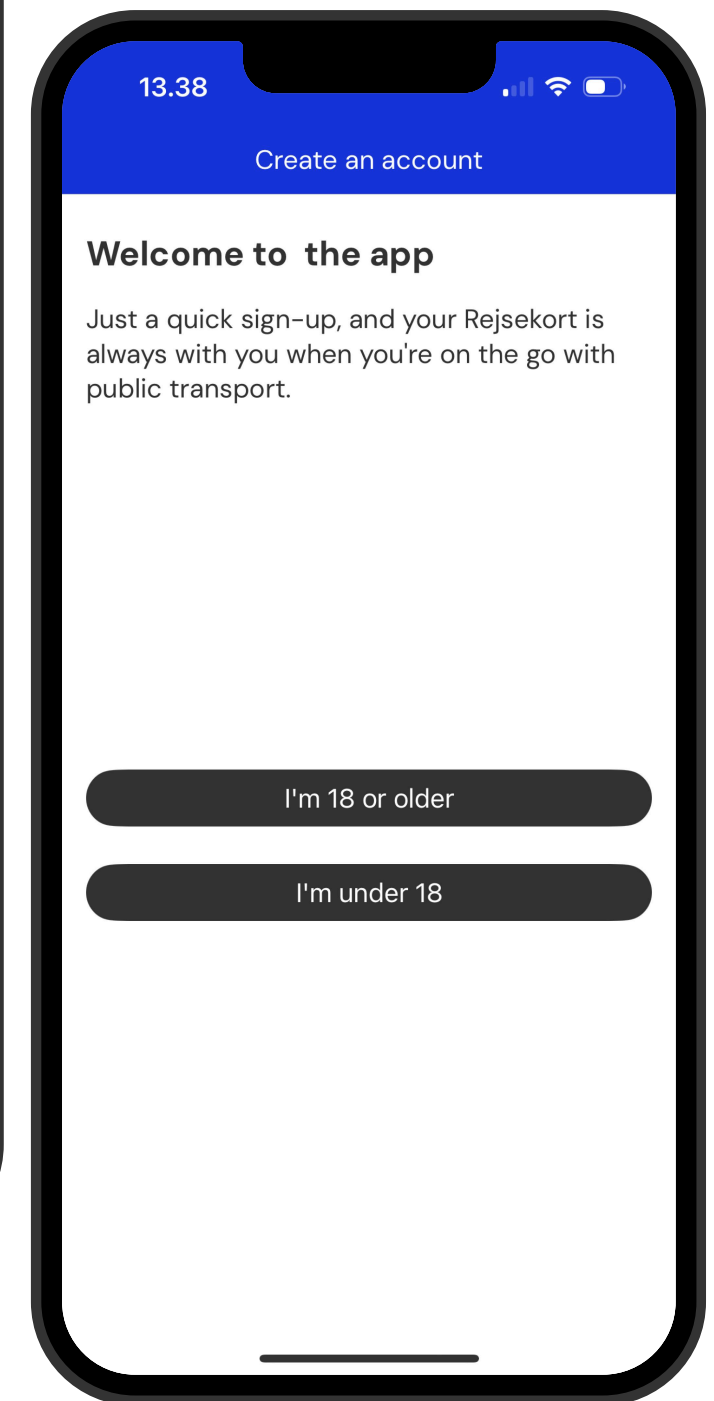 13.38
Create an account
Welcome to  the app
Just a quick sign-up, and your Rejsekort is
always with you when you're on the go with
public transport.
I'm 18 or older
I'm under 18